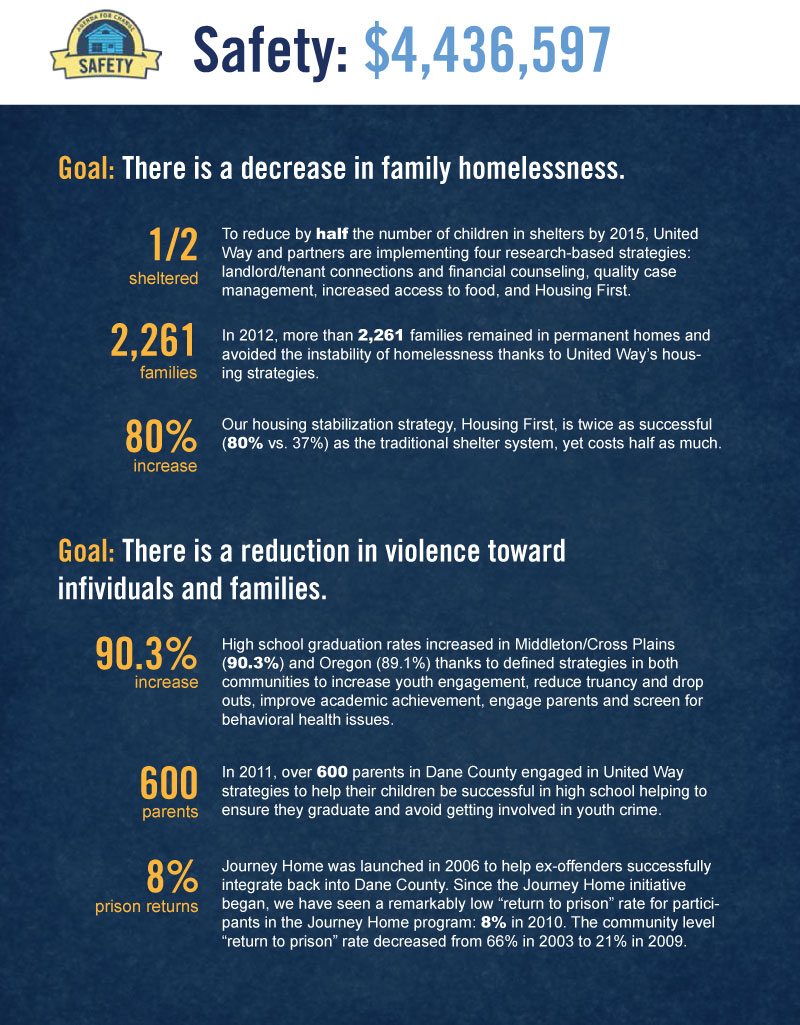 AGENDA FOR CHANGE
SAFETY
Safety: $4,436,597
Goal: There is a decrease in family homelessness.
1/2
sheltered
To reduce by half the number of children in shelters by 2015, United
Way and partners are implementing four research-based strategies:
landlord/tenant connections and financial counseling, quality case
management, increased access to food, and Housing First.
2,261
families
In 2012, more than 2,261 families remained in permanent homes and
avoided the instability of homelessness thanks to United Way’s hous-
ing strategies.
80%
increase
Our housing stabilization strategy, Housing First, is twice as successful
(80% vs. 37%) as the traditional shelter system, yet costs half as much.
Goal: There is a reduction in violence toward
infividuals and families.
90.3%
increase
High school graduation rates increased in Middleton/Cross Plains
(90.3%) and Oregon (89.1%) thanks to defined strategies in both
communities to increase youth engagement, reduce truancy and drop
outs, improve academic achievement, engage parents and screen for
behavioral health issues.
600
parents
In 2011, over 600 parents in Dane County engaged in United Way
strategies to help their children be successful in high school helping to
ensure they graduate and avoid getting involved in youth crime.
8%
prison returns
Journey Home was launched in 2006 to help ex-offenders successfully
integrate back into Dane County. Since the Journey Home initiative
began, we have seen a remarkably low “return to prison” rate for partici-
pants in the Journey Home program: 8% in 2010. The community level
“return to prison” rate decreased from 66% in 2003 to 21% in 2009.